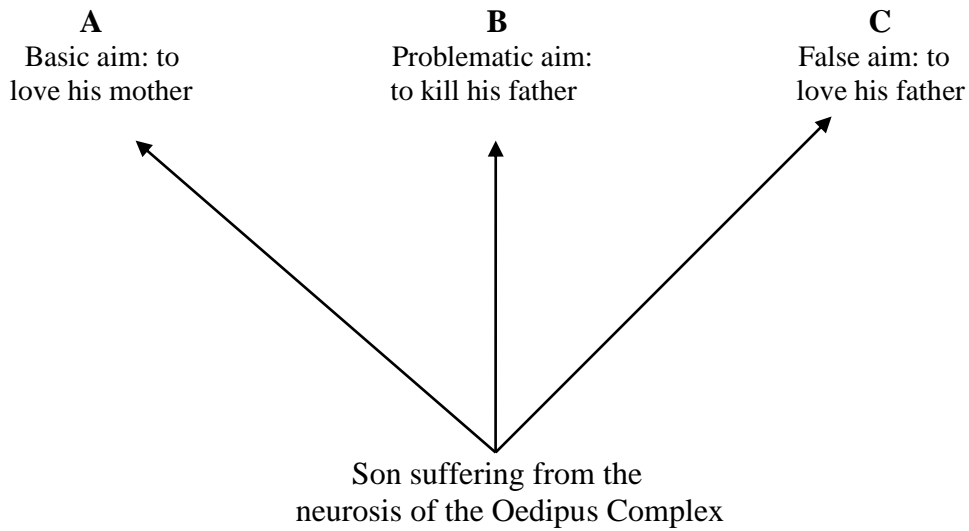 A
Basic aim: to
love his mother
B
Problematic aim:
to kill his father
C
False aim: to
love his father
Son suffering from the
neurosis of the Oedipus Complex